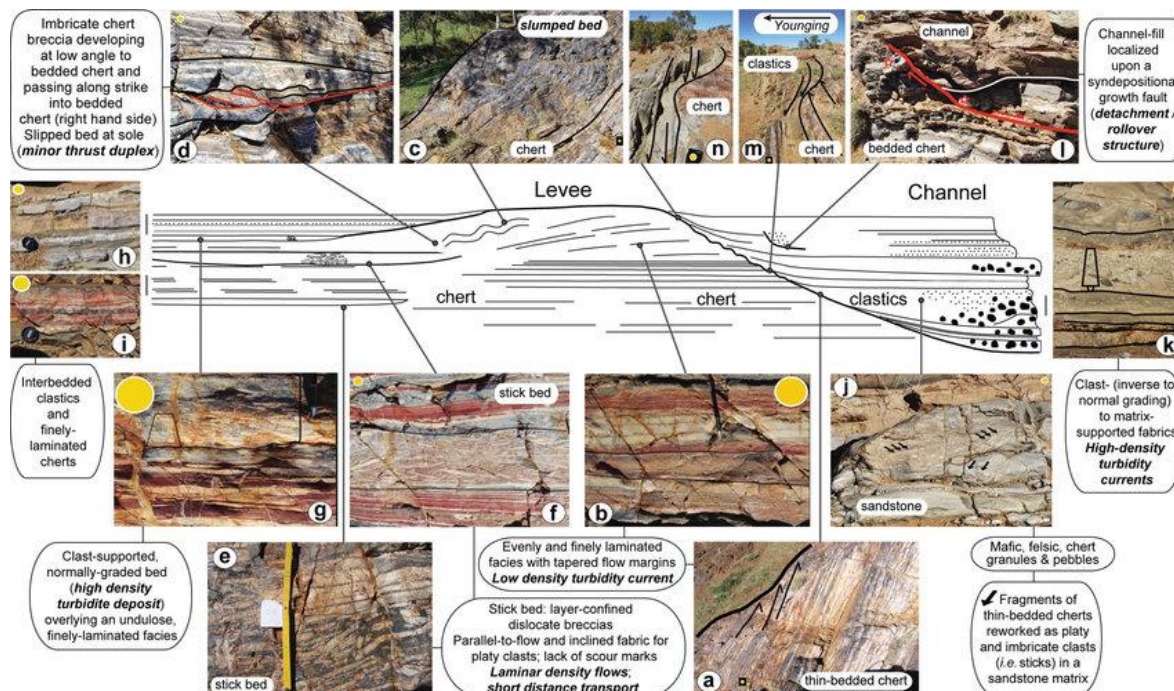 Imbricate chert
breccia developing
at low angle to
bedded chert and
passing along strike
into bedded
chert (right hand side)
Slipped bed at sole
(minor thrust duplex)
d
slumped bed
c
chert
chert
n
Younging
clastics
m
chert
channel
bedded chert
l
Channel-fill
localized
upon a
syndepositional
growth fault
(detachment /
rollover
structure)
h
i
Levee
Channel
chert
chert
clastics
k
Interbedded
clastics
and
finely-
laminated
cherts
g
stick bed
f
b
j
sandstone
Clast- (inverse to
normal grading)
to matrix-
supported fabrics
High-density
turbidity
currents
Clast-supported,
normally-graded bed
(high density
turbidite deposit)
overlying an undulose,
finely-laminated facies
e
stick bed
Evenly and finely laminated
facies with tapered flow margins
Low density turbidity current
Stick bed: layer-confined
dislocate breccias
Parallel-to-flow and inclined fabric for
platy clasts; lack of scour marks
Laminar density flows;
short distance transport
a
thin-bedded chert
Mafic, felsic, chert
granules & pebbles
Fragments of
thin-bedded cherts
reworked as platy
and imbricate clasts
(i.e. sticks) in a
sandstone matrix